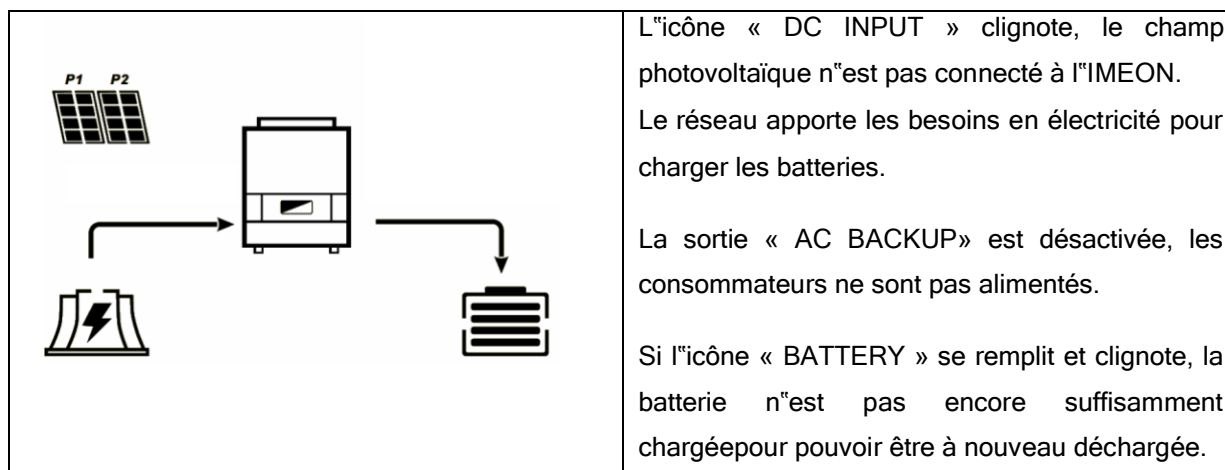 P1 P2
L‟icône « DC INPUT » clignote, le champ
photovoltaïque n‟est pas connecté à l‟IMEON.
Le réseau apporte les besoins en électricité pour
charger les batteries.
La sortie « AC BACKUP» est désactivée, les
consommateurs ne sont pas alimentés.
Si l‟icône « BATTERY » se remplit et clignote, la
batterie n‟est pas encore suffisamment
chargéepour pouvoir être à nouveau déchargée.